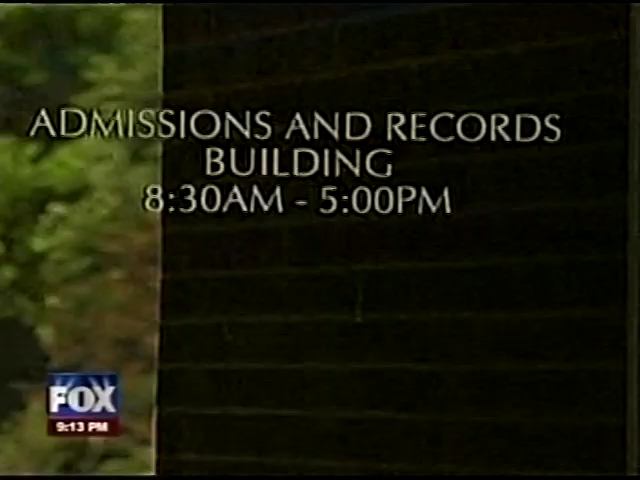 ADMISSIONS AND RECORDS
BUILDING
8:30AM - 5:00PM
FOX
9:13 PM